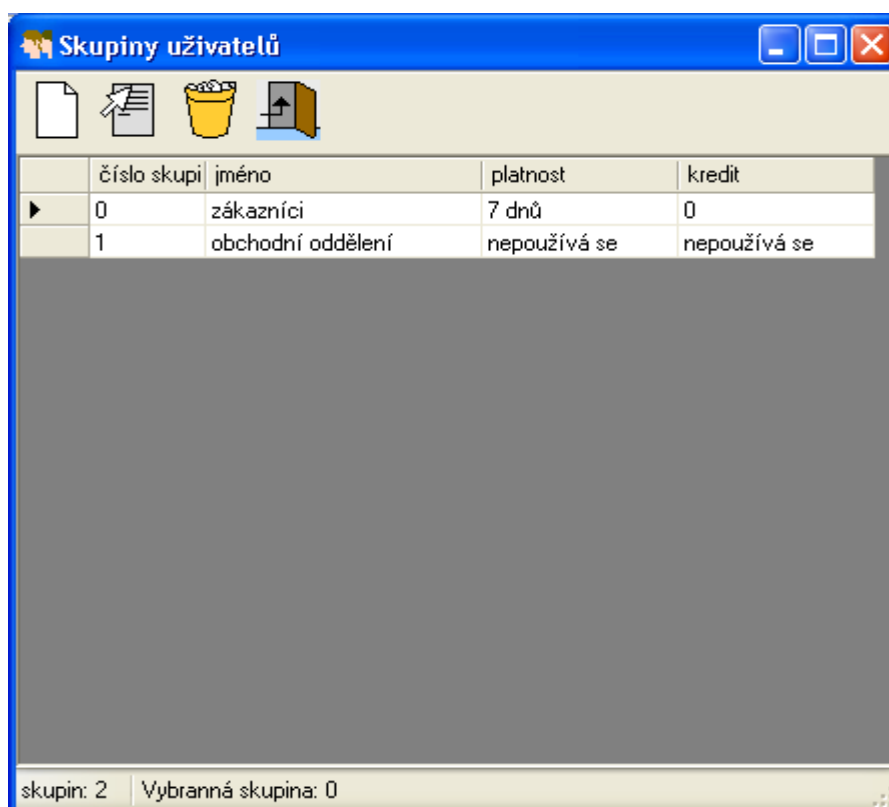 Skupiny uživatelů
číslo skupi jméno platnost kredit
0 zákazníci 7 dnů 0
1 obchodní oddělení nepoužívá se nepoužívá se
skupin: 2 Vybranná skupina: 0